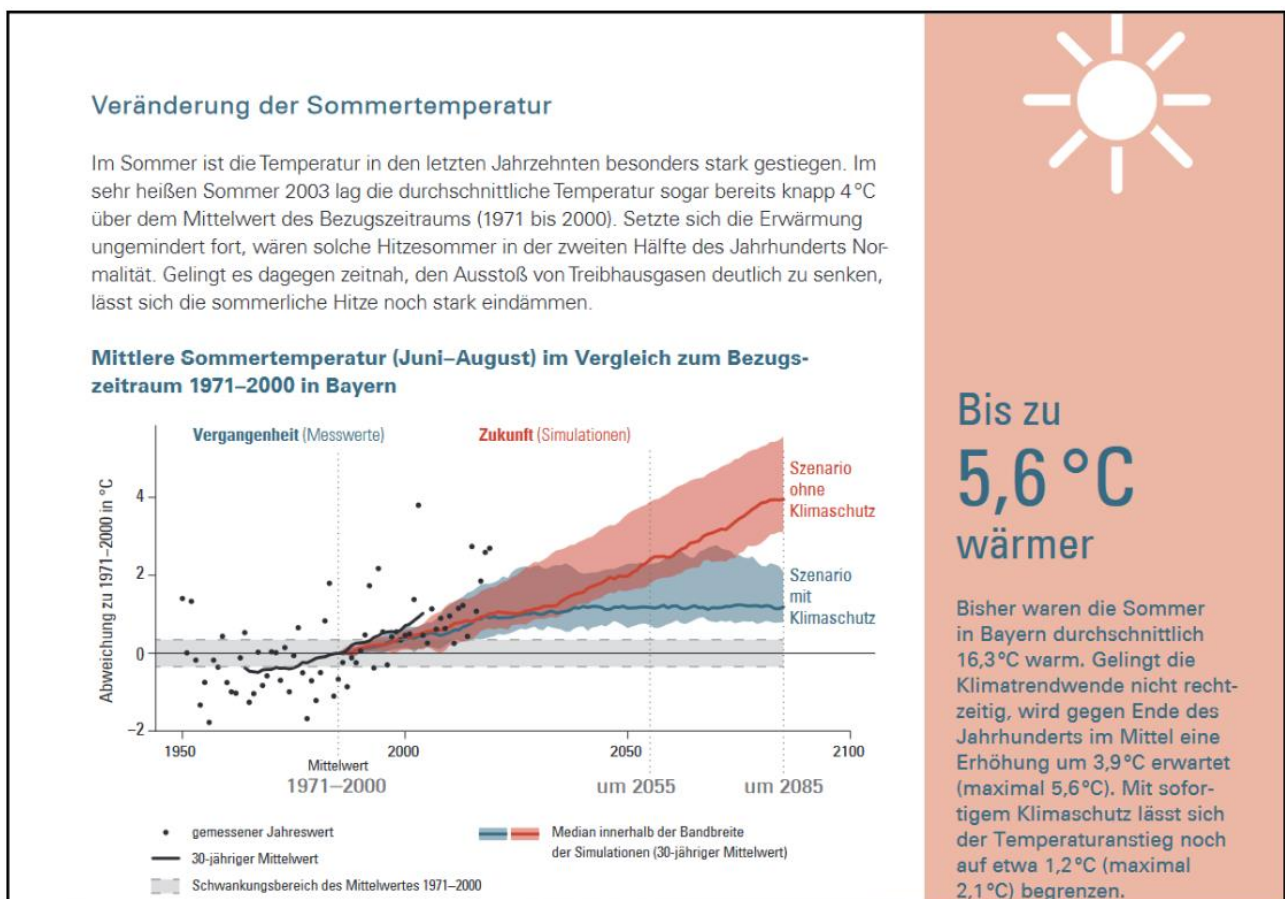 Veränderung der Sommertemperatur
Im Sommer ist die Temperatur in den letzten Jahrzehnten besonders stark gestiegen. Im
sehr heißen Sommer 2003 lag die durchschnittliche Temperatur sogar bereits knapp 4 °C
über dem Mittelwert des Bezugszeitraums (1971 bis 2000). Setzte sich die Erwärmung
ungemindert fort, wären solche Hitzesommer in der zweiten Hälfte des Jahrhunderts Nor-
malität. Gelingt es dagegen zeitnah, den Ausstoß von Treibhausgasen deutlich zu senken,
lässt sich die sommerliche Hitze noch stark eindämmen.
Mittlere Sommertemperatur (Juni–August) im Vergleich zum Bezugs-
zeitraum 1971–2000 in Bayern
Vergangenheit (Messwerte)
Zukunft (Simulationen)
Abweichung zu 1971–2000 in °C
4
2
0
–2
Szenario
ohne
Klimaschutz
Szenario
mit
Klimaschutz
1950
2000
2050
2100
Mittelwert
1971–2000
um 2055
um 2085
gemessener Jahreswert
30-jähriger Mittelwert
Schwankungsbereich des Mittelwertes 1971–2000
Median innerhalb der Bandbreite
der Simulationen (30-jähriger Mittelwert)
Bis zu
5,6 °C
wärmer
Bisher waren die Sommer
in Bayern durchschnittlich
16,3 °C warm. Gelingt die
Klimatrendwende nicht recht-
zeitig, wird gegen Ende des
Jahrhunderts im Mittel eine
Erhöhung um 3,9 °C erwartet
(maximal 5,6 °C). Mit sofor-
tigem Klimaschutz lässt sich
der Temperaturanstieg noch
auf etwa 1,2 °C (maximal
2,1 °C) begrenzen.